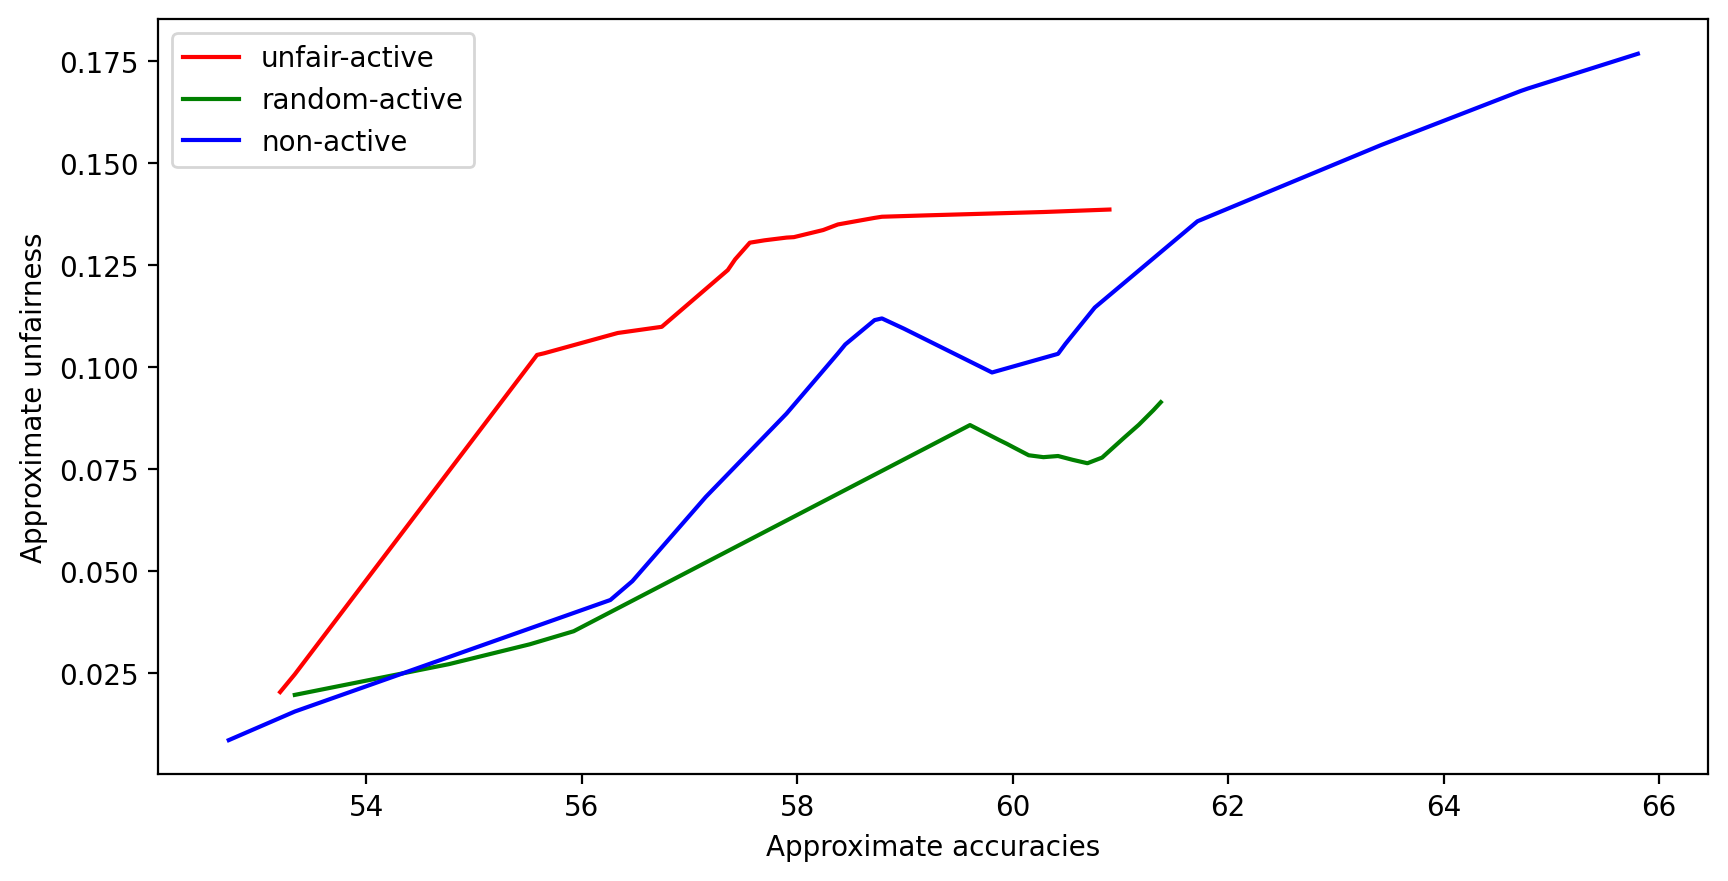 unfair-active
random-active
non-active
Approximate unfairness
0.175
0.150
0.125
0.100
0.075
0.050
0.025
54 56 58 60 62 64 66
Approximate accuracies